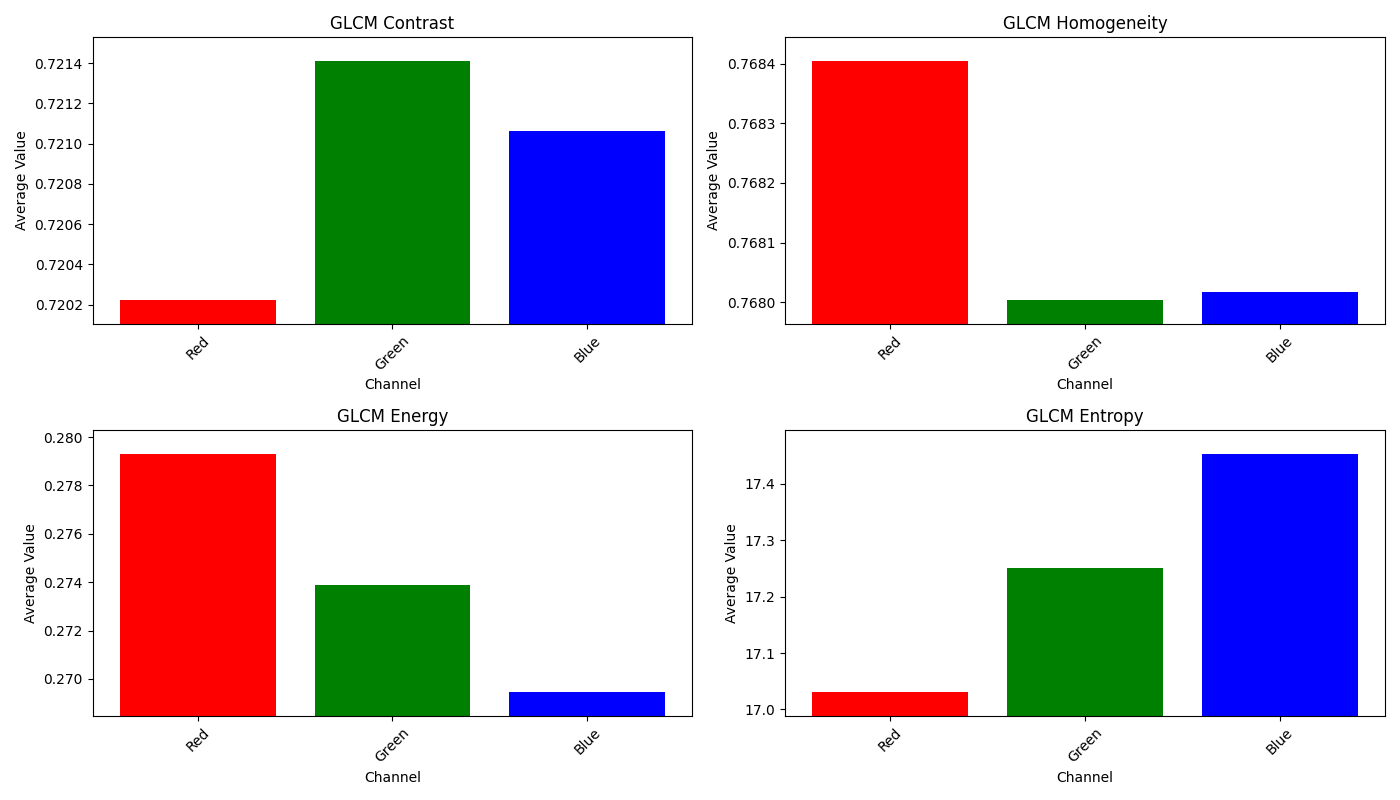 GLCM Contrast
Average Value
0.7214
0.7212
0.7210
0.7208
0.7206
0.7204
0.7202
Red
Green
Blue
Channel
GLCM Homogeneity
Average Value
0.7684
0.7683
0.7682
0.7681
0.7680
Red
Green
Blue
Channel
GLCM Energy
Average Value
0.280
0.278
0.276
0.274
0.272
0.270
Red
Green
Blue
Channel
GLCM Entropy
Average Value
17.4
17.3
17.2
17.1
17.0
Red
Green
Blue
Channel